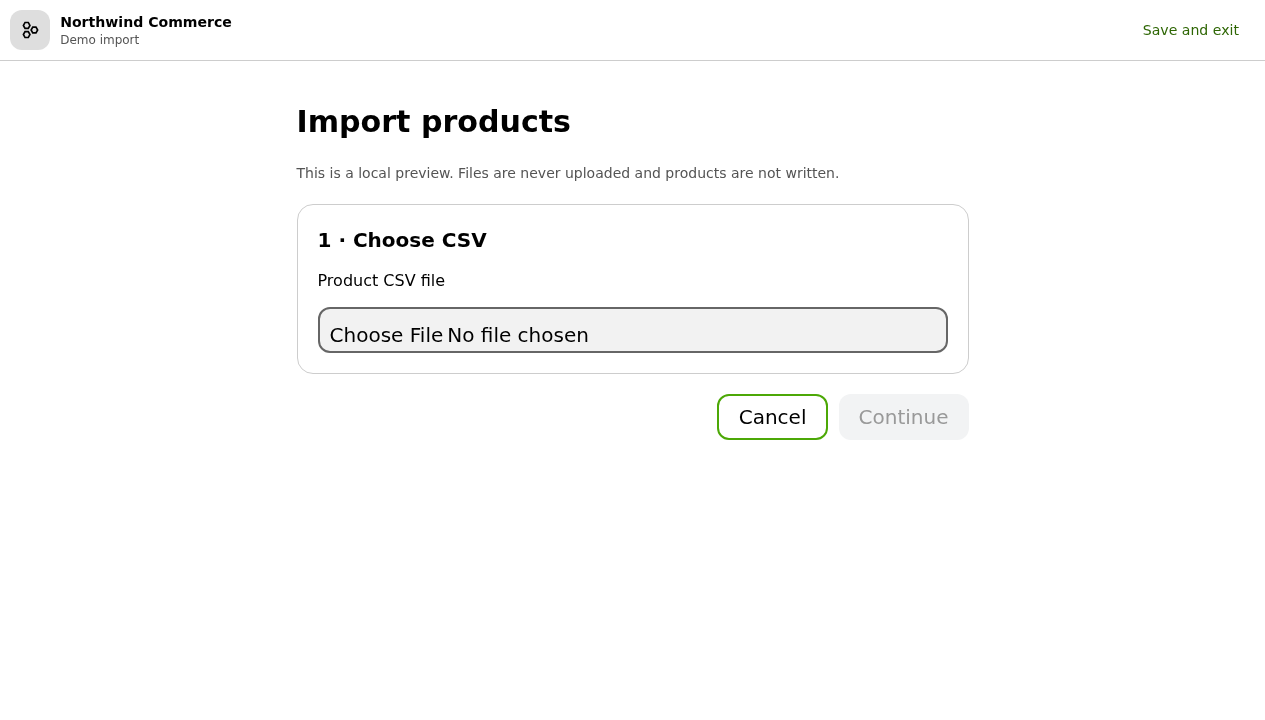 Northwind Commerce
Demo import
Save and exit
Import products
This is a local preview. Files are never uploaded and products are not written.
1 · Choose CSV
Product CSV file
Choose File No file chosen
Cancel
Continue